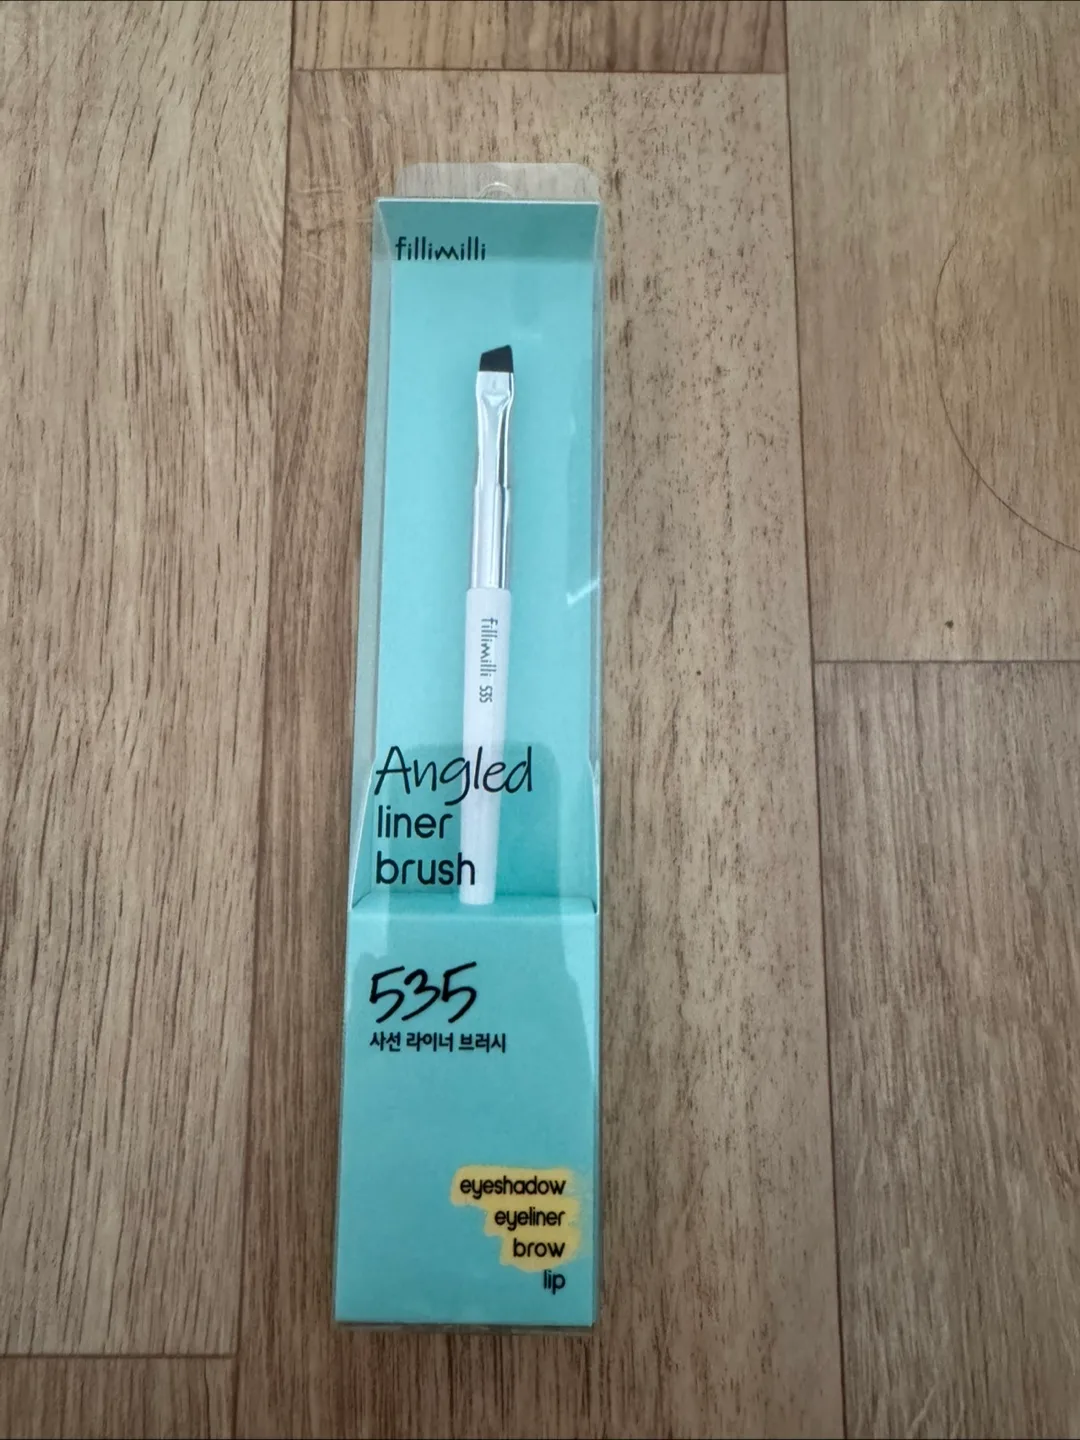 fillimilli
fillimilli 535
Angled
liner
brush
535
사선 라이너 브러시
eyeshadow
eyeliner
brow
lip